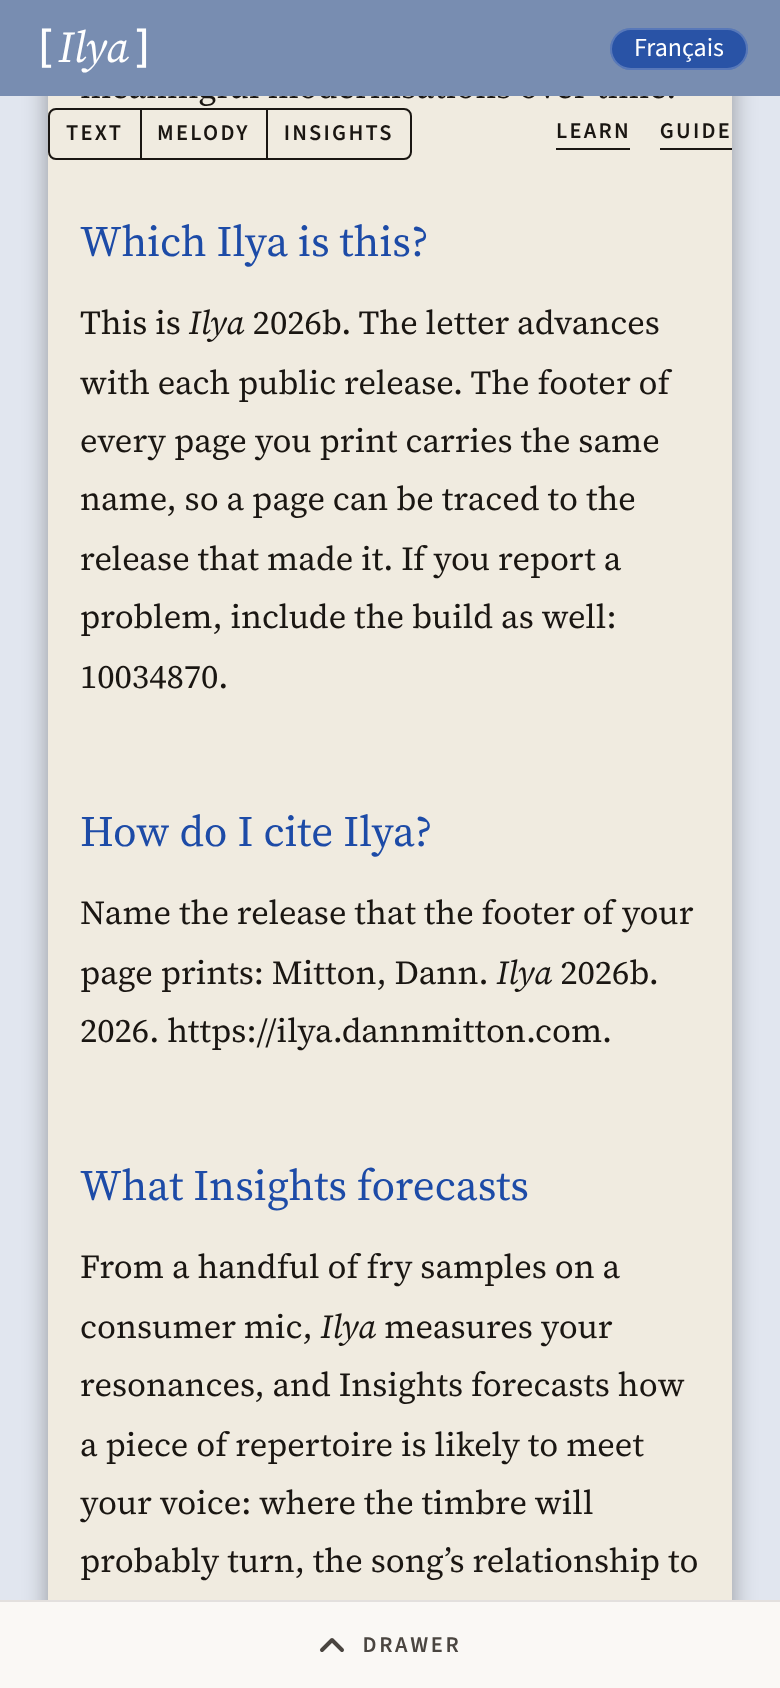 [Ilya]
Français
meaningful modernisations over time.
TEXT MELODY INSIGHTS LEARN GUIDE
Which Ilya is this?
This is Ilya 2026b. The letter advances
with each public release. The footer of
every page you print carries the same
name, so a page can be traced to the
release that made it. If you report a
problem, include the build as well:
10034870.
How do I cite Ilya?
Name the release that the footer of your
page prints: Mitton, Dann. Ilya 2026b.
2026. https://ilya.dannmitton.com.
What Insights forecasts
From a handful of fry samples on a
consumer mic, Ilya measures your
resonances, and Insights forecasts how
a piece of repertoire is likely to meet
your voice: where the timbre will
probably turn, the song’s relationship to
DRAWER